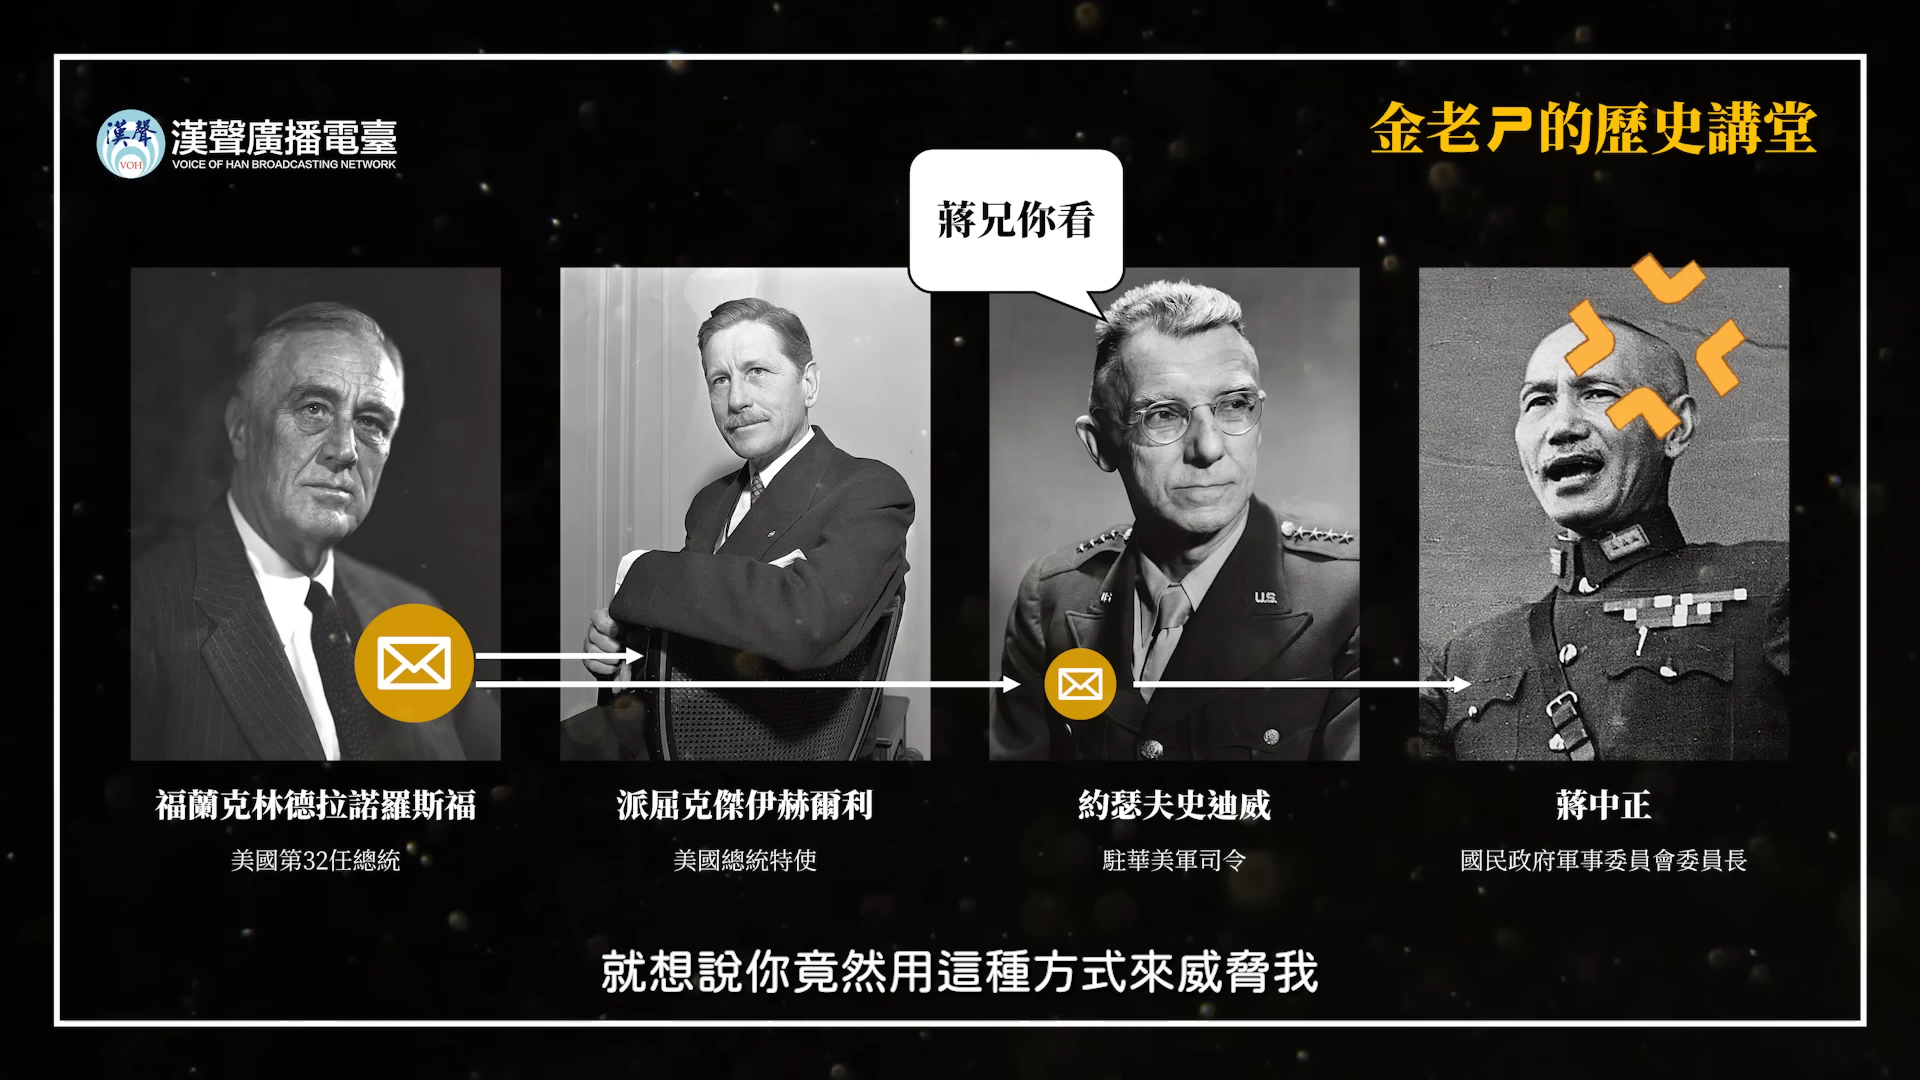 漢聲
VOH
漢聲廣播電臺
VOICE OF HAN BROADCASTING NETWORK
金老ㄕ的歷史講堂
蔣兄你看
U.S.
福蘭克林德拉諾羅斯福
美國第32任總統
派屈克傑伊赫爾利
美國總統特使
約瑟夫史迪威
駐華美軍司令
蔣中正
國民政府軍事委員會委員長
就想說你竟然用這種方式來威脅我